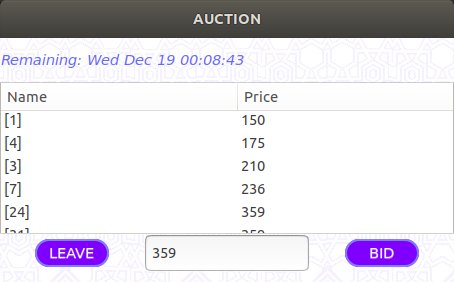 AUCTION
Remaining: Wed Dec 19 00:08:43
Name Price
[1] 150
[4] 175
[3] 210
[7] 236
[24] 359
LEAVE 359 BID